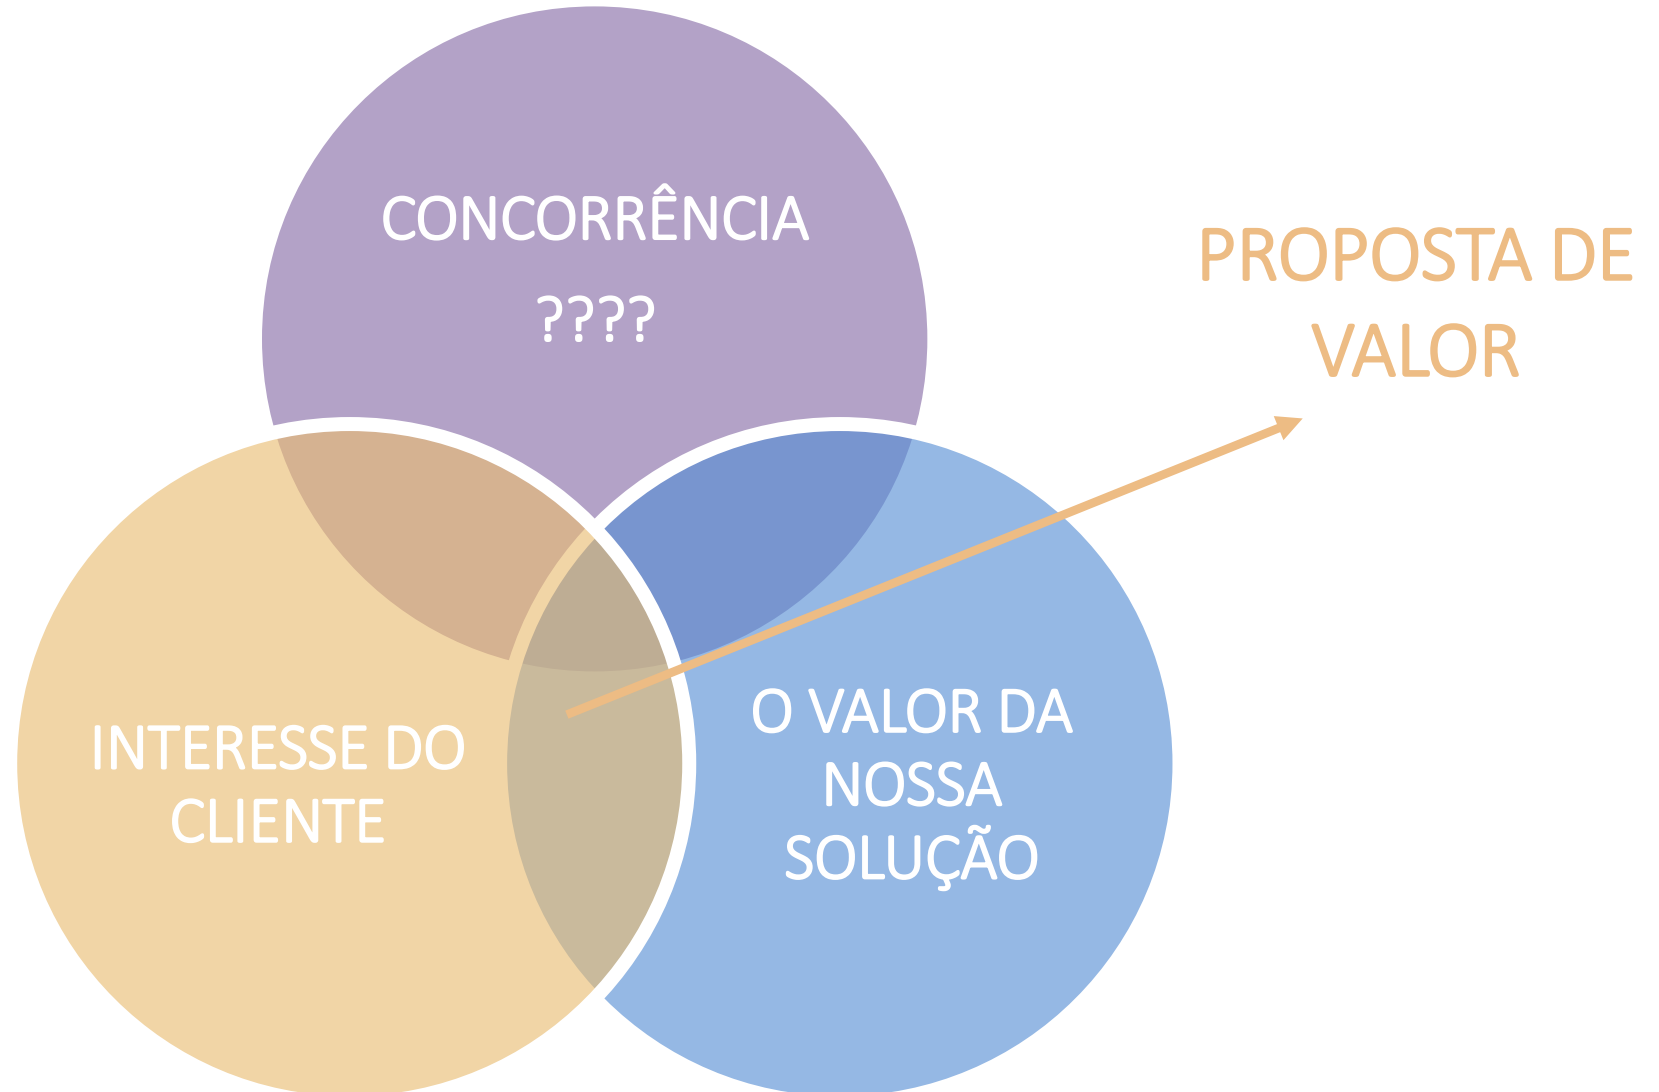 CONCORRÊNCIA
????
PROPOSTA DE
VALOR
INTERESSE DO
CLIENTE
O VALOR DA
NOSSA
SOLUÇÃO